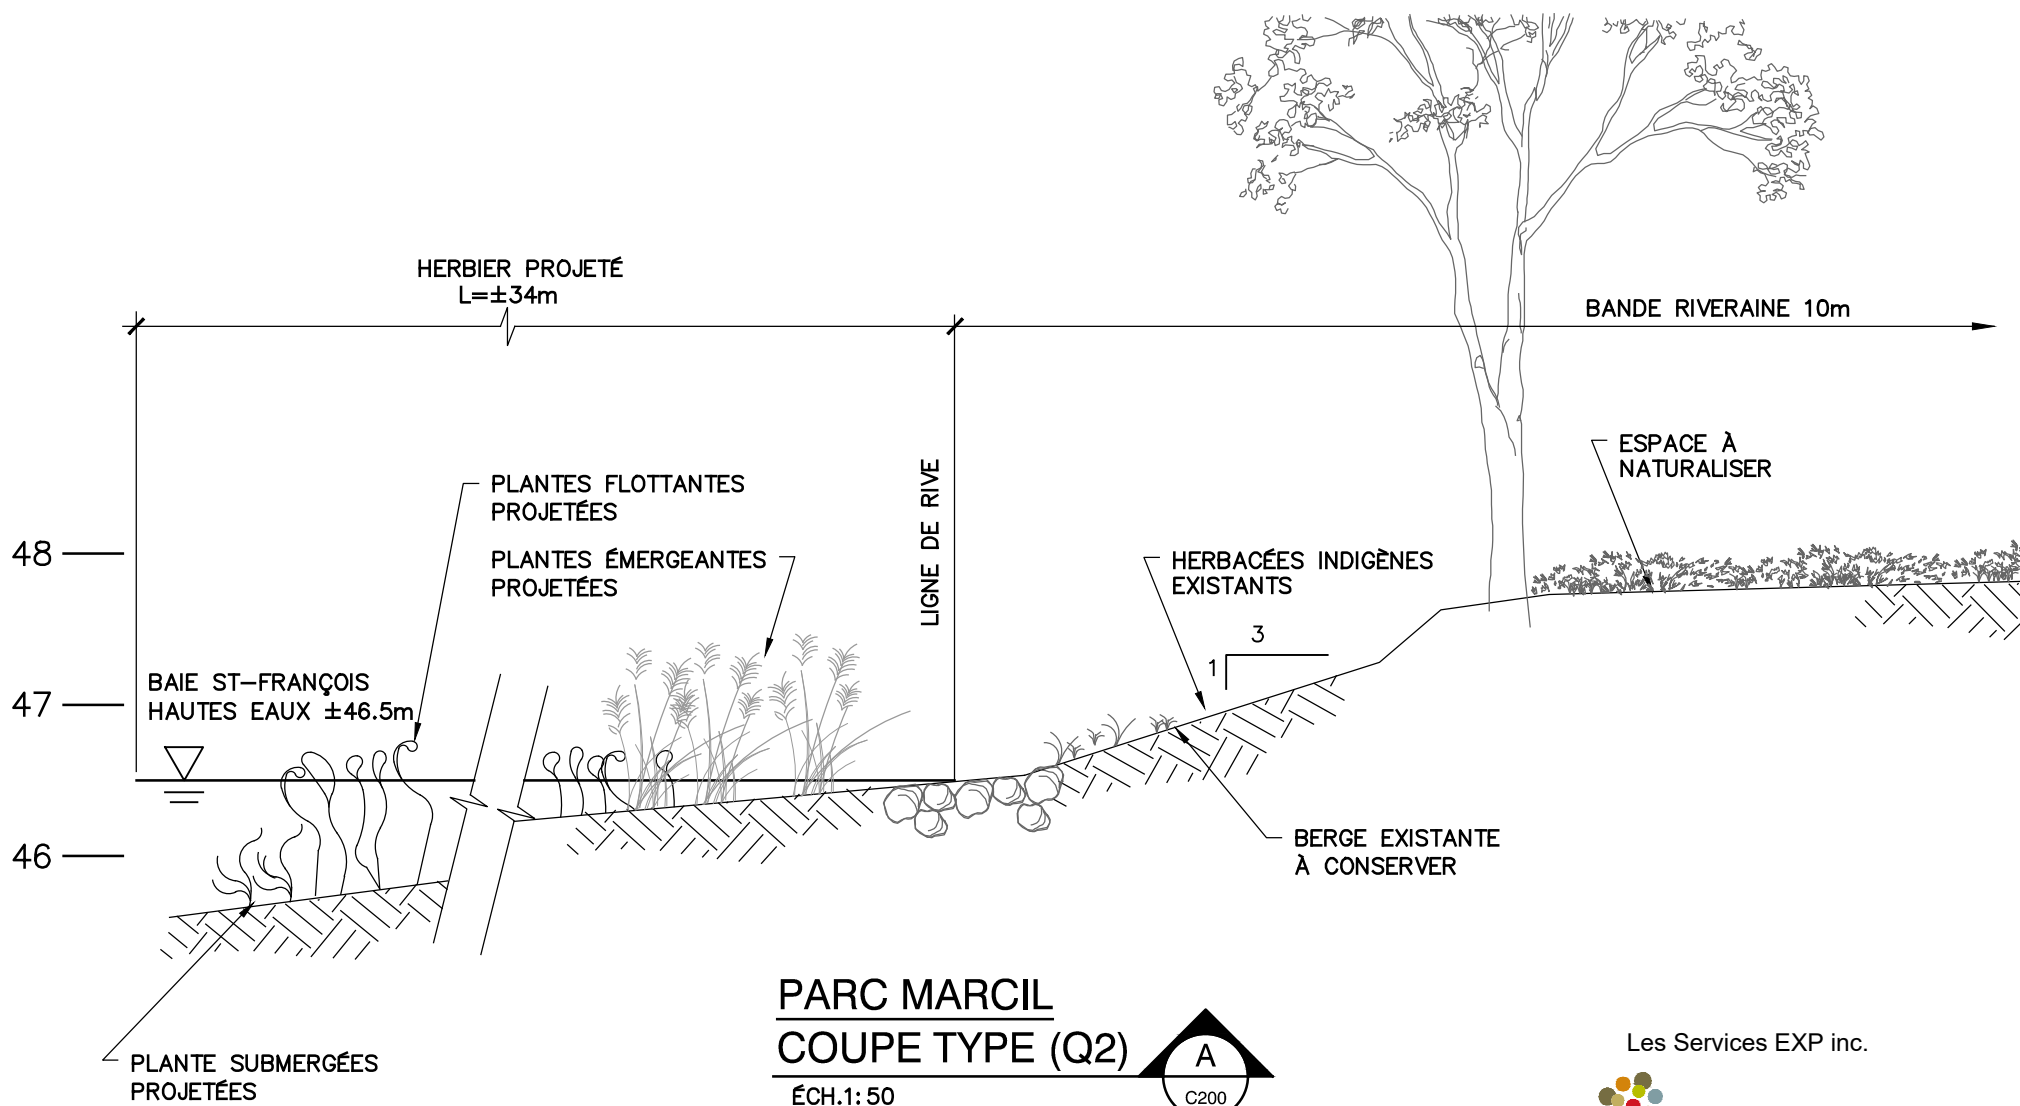 HERBIER PROJETÉ
L=±34m
BANDE RIVERAINE 10m
ESPACE À
NATURALISER
PLANTES FLOTTANTES
PROJETÉES
LIGNE DE RIVE
48
PLANTES ÉMERGEANTES
PROJETÉES
HERBACÉES INDIGÈNES
EXISTANTS
3
1
BAIE ST-FRANÇOIS
HAUTES EAUX ±46.5m
47
46
BERGE EXISTANTE
À CONSERVER
PLANTE SUBMERGÉES
PROJETÉES
PARC MARCIL
COUPE TYPE (Q2)
ÉCH.1:50
A
C200
Les Services EXP inc.